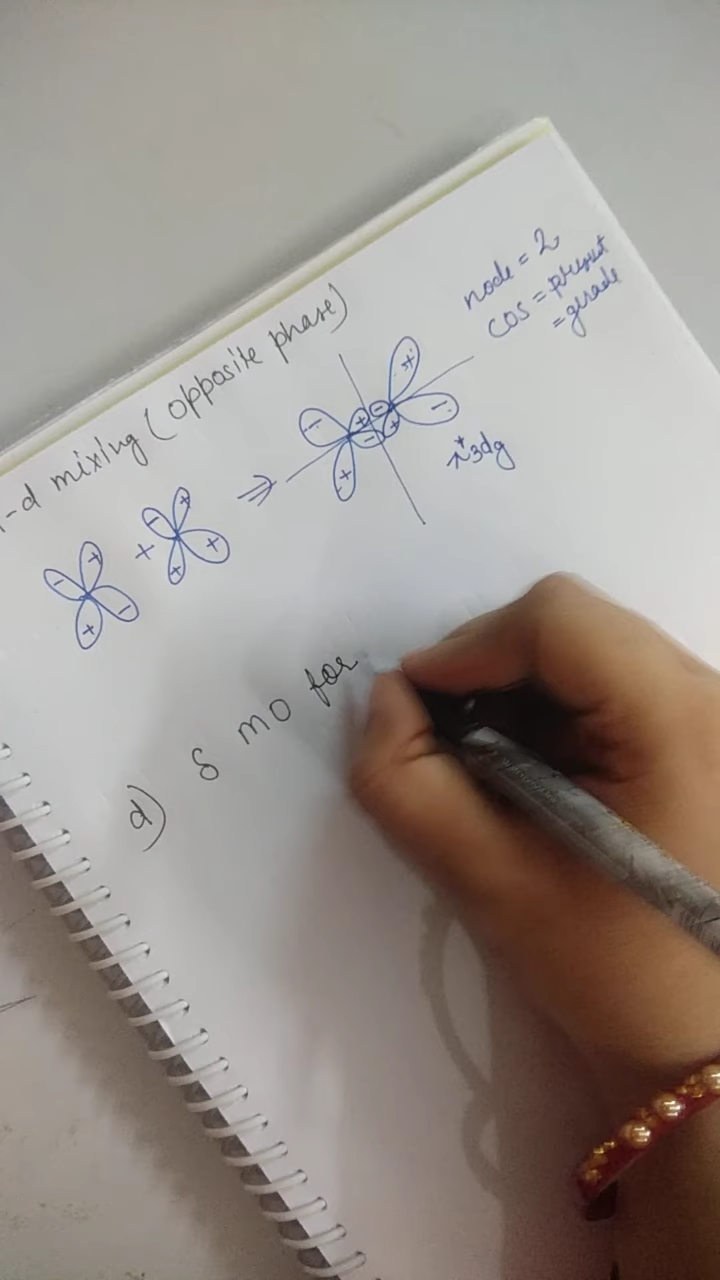 -d mixing (opposite phase)
node = 2
cos = present
= gerade
- + + - + - + -
- + - + + - + +
+
⇒
π*3dg
d) δ MO for